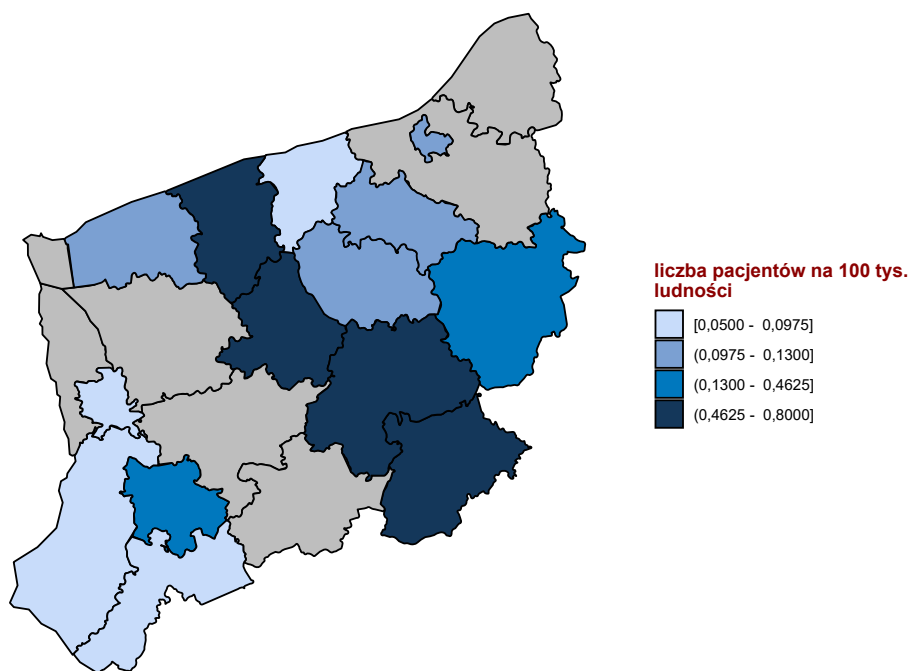 liczba pacjentów na 100 tys.
ludności
[0,0500 - 0,0975]
(0,0975 - 0,1300]
(0,1300 - 0,4625]
(0,4625 - 0,8000]